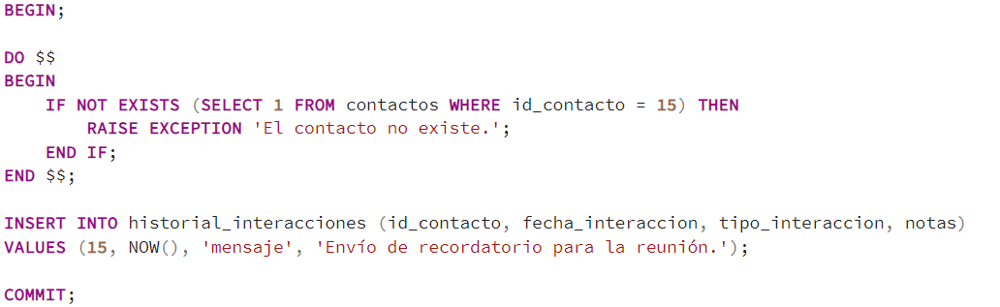 BEGIN;
DO $$
BEGIN
IF NOT EXISTS (SELECT 1 FROM contactos WHERE id_contacto = 15) THEN
RAISE EXCEPTION 'El contacto no existe.';
END IF;
END $$;
INSERT INTO historial_interacciones (id_contacto, fecha_interaccion, tipo_interaccion, notas)
VALUES (15, NOW(), 'mensaje', 'Envío de recordatorio para la reunión.');
COMMIT;